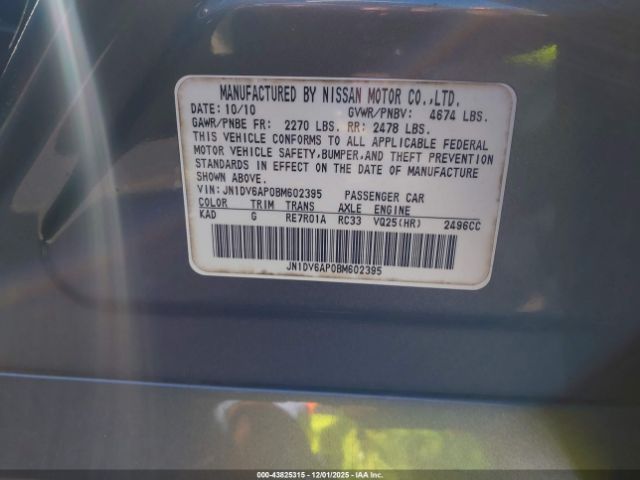 MANUFACTURED BY NISSAN MOTOR CO.,LTD.
DATE: 10/10 GVWR/PNBV: 4674 LBS.
GAWR/PNBE FR: 2270 LBS. RR: 2478 LBS.
THIS VEHICLE CONFORMS TO ALL APPLICABLE FEDERAL
MOTOR VEHICLE SAFETY,BUMPER,AND THEFT PREVENTION
STANDARDS IN EFFECT ON THE DATE OF MANUFACTURE
SHOWN ABOVE.
VIN: JN1DV6AP0BM602395 PASSENGER CAR
COLOR TRIM TRANS AXLE ENGINE
KAD G RE7R01A RC33 VQ25(HR) 2496CC
JN1DV6AP0BM602395
000-43825315 - 12/01/2025 - IAAI.COM